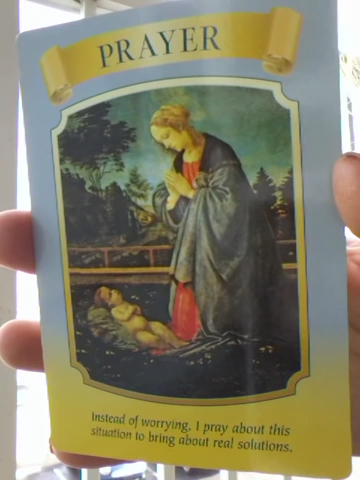 PRAYER
Instead of worrying, I pray about this
situation to bring about real solutions.